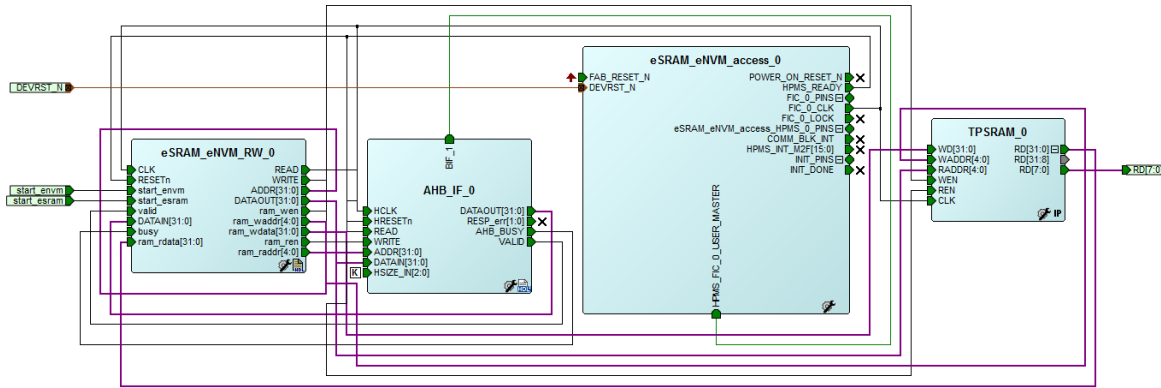 DEVRST_N
start_envm
start_esram
eSRAM_eNVM_RW_0
CLK
RESETn
start_envm
start_esram
valid
DATAIN[31:0]
busy
ram_rdata[31:0]
READ
WRITE
ADDR[31:0]
DATAOUT[31:0]
ram_wen
ram_waddr[4:0]
ram_wdata[31:0]
ram_ren
ram_raddr[4:0]
BIF_1
AHB_IF_0
HCLK
HRESETn
READ
WRITE
ADDR[31:0]
DATAIN[31:0]
K
HSIZE_IN[2:0]
DATAOUT[31:0]
RESP_err[1:0]
AHB_BUSY
VALID
eSRAM_eNVM_access_0
FAB_RESET_N
DEVRST_N
POWER_ON_RESET_N
HPMS_READY
FIC_0_PINS
FIC_0_CLK
FIC_0_LOCK
eSRAM_eNVM_access_HPMS_0_PINS
COMM_BLK_INT
HPMS_INT_M2F[15:0]
INIT_PINS
INIT_DONE
HPMS_FIC_0_USER_MASTER
TPSRAM_0
WD[31:0]
WADDR[4:0]
RADDR[4:0]
WEN
REN
CLK
RD[31:0]
RD[31:8]
RD[7:0]
IP
RD[7:0]